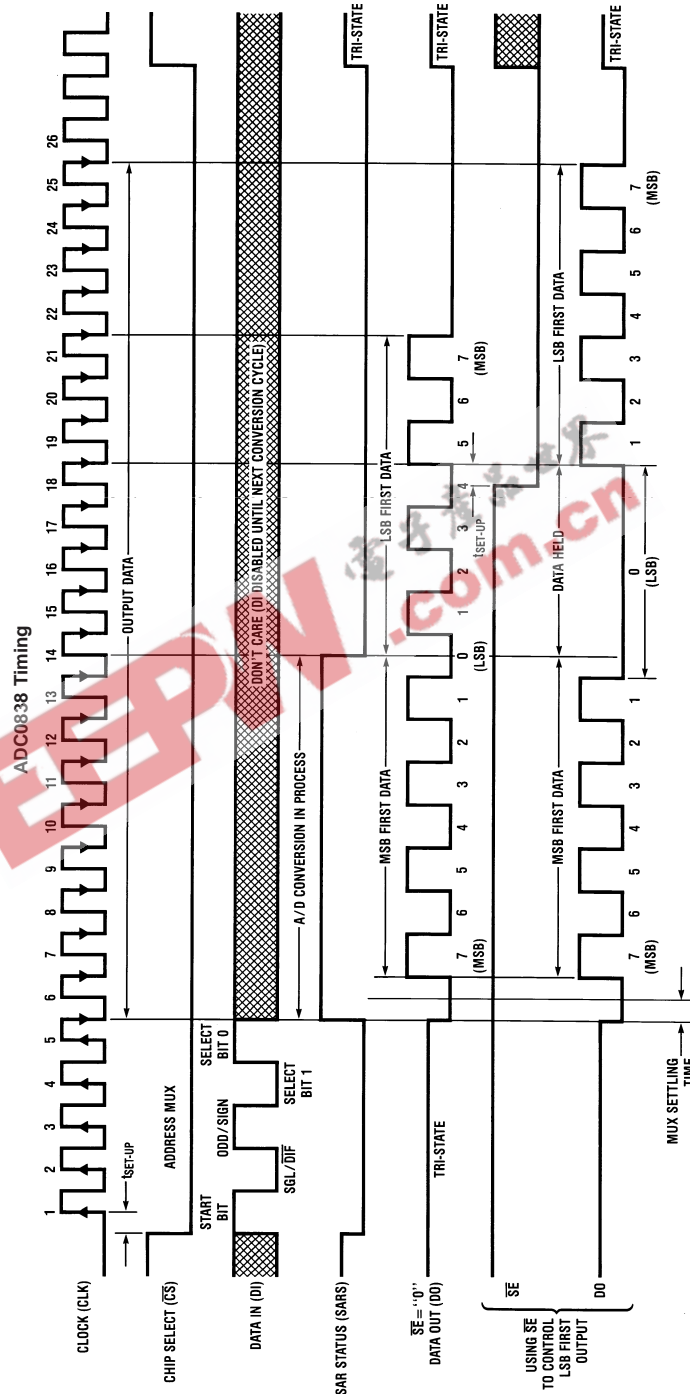 ADC0838 Timing
1 2 3 4 5 6 7 8 9 10 11 12 13 14 15 16 17 18 19 20 21 22 23 24 25 26
CLOCK (CLK)
tSET-UP
OUTPUT DATA
CHIP SELECT (CS)
ADDRESS MUX
START BIT
ODD/SIGN
SELECT BIT 0
DATA IN (DI)
DON'T CARE (DI DISABLED UNTIL NEXT CONVERSION CYCLE)
SGL/DIF
SELECT BIT 1
A/D CONVERSION IN PROCESS
SAR STATUS (SARS)
TRI-STATE
MSB FIRST DATA
LSB FIRST DATA
SE = "0"
DATA OUT (DO)
TRI-STATE
TRI-STATE
7 6 5 4 3 2 1 0 1 2 3 4 5 6 7
(MSB) (LSB) (MSB)
tSET-UP
USING SE
TO CONTROL
LSB FIRST
OUTPUT
SE
MSB FIRST DATA
DATA HELD
LSB FIRST DATA
DO
TRI-STATE
7 6 5 4 3 2 1 0 1 2 3 4 5 6 7
(MSB) (LSB) (MSB)
MUX SETTLING
TIME
EEPN.com.cn
電子產品世界